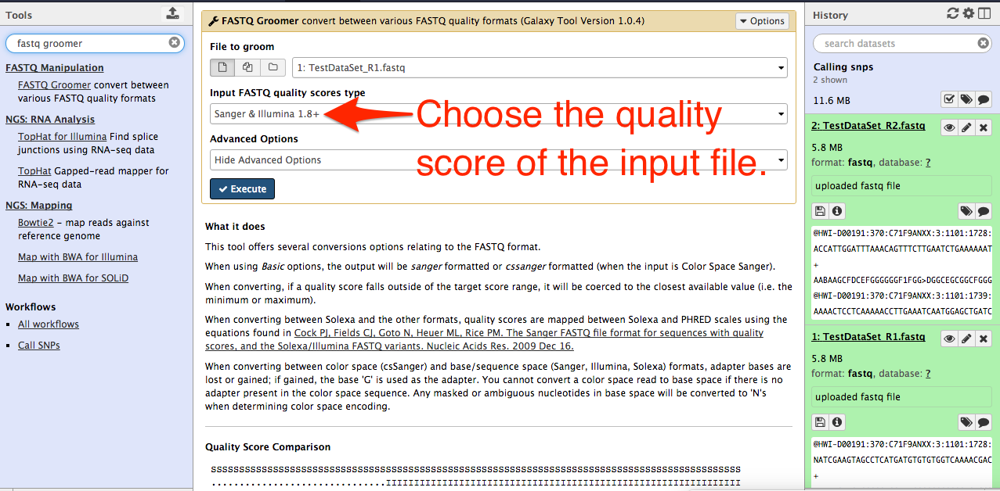 Tools
fastq groomer
FASTQ Manipulation
FASTQ Groomer convert between
various FASTQ quality formats
NGS: RNA Analysis
TopHat for Illumina Find splice
junctions using RNA-seq data
TopHat Gapped-read mapper for
RNA-seq data
NGS: Mapping
Bowtie2 - map reads against
reference genome
Map with BWA for Illumina
Map with BWA for SOLiD
Workflows
All workflows
Call SNPs
FASTQ Groomer convert between various FASTQ quality formats (Galaxy Tool Version 1.0.4)
Options
File to groom
1: TestDataSet_R1.fastq
Input FASTQ quality scores type
Sanger & Illumina 1.8+
Choose the quality
score of the input file.
Advanced Options
Hide Advanced Options
Execute
What it does
This tool offers several conversions options relating to the FASTQ format.
When using Basic options, the output will be sanger formatted or cssanger formatted (when the input is Color Space Sanger).
When converting, if a quality score falls outside of the target score range, it will be coerced to the closest available value (i.e. the
minimum or maximum).
When converting between Solexa and the other formats, quality scores are mapped between Solexa and PHRED scales using the
equations found in Cock PJ, Fields CJ, Goto N, Heuer ML, Rice PM. The Sanger FASTQ file format for sequences with quality
scores, and the Solexa/Illumina FASTQ variants. Nucleic Acids Res. 2009 Dec 16.
When converting between color space (csSanger) and base/sequence space (Sanger, Illumina, Solexa) formats, adapter bases are
lost or gained; if gained, the base 'G' is used as the adapter. You cannot convert a color space read to base space if there is no
adapter present in the color space sequence. Any masked or ambiguous nucleotides in base space will be converted to 'N's
when determining color space encoding.
Quality Score Comparison
History
search datasets
Calling snps
2 shown
11.6 MB
2: TestDataSet_R2.fastq
5.8 MB
format: fastq, database: ?
uploaded fastq file
@HWI-D00191:370:C71F9ANXX:3:1101:1728:
ACCATTGGATTTAAACAGTTTCTTGAATCTGAAAAAAT
+
AABAAGCFDCEFGGGGGGF1FGG>DGGCEGCGGCFGGG
@HWI-D00191:370:C71F9ANXX:3:1101:1739:
AAAACTCCTCAAAAACCTTGAAATCAATGGAGCTGATC
1: TestDataSet_R1.fastq
5.8 MB
format: fastq, database: ?
uploaded fastq file
@HWI-D00191:370:C71F9ANXX:3:1101:1728:
NATCGAAGTAGCCTCATGATGTGTGTGGTCAAAACGAC
+